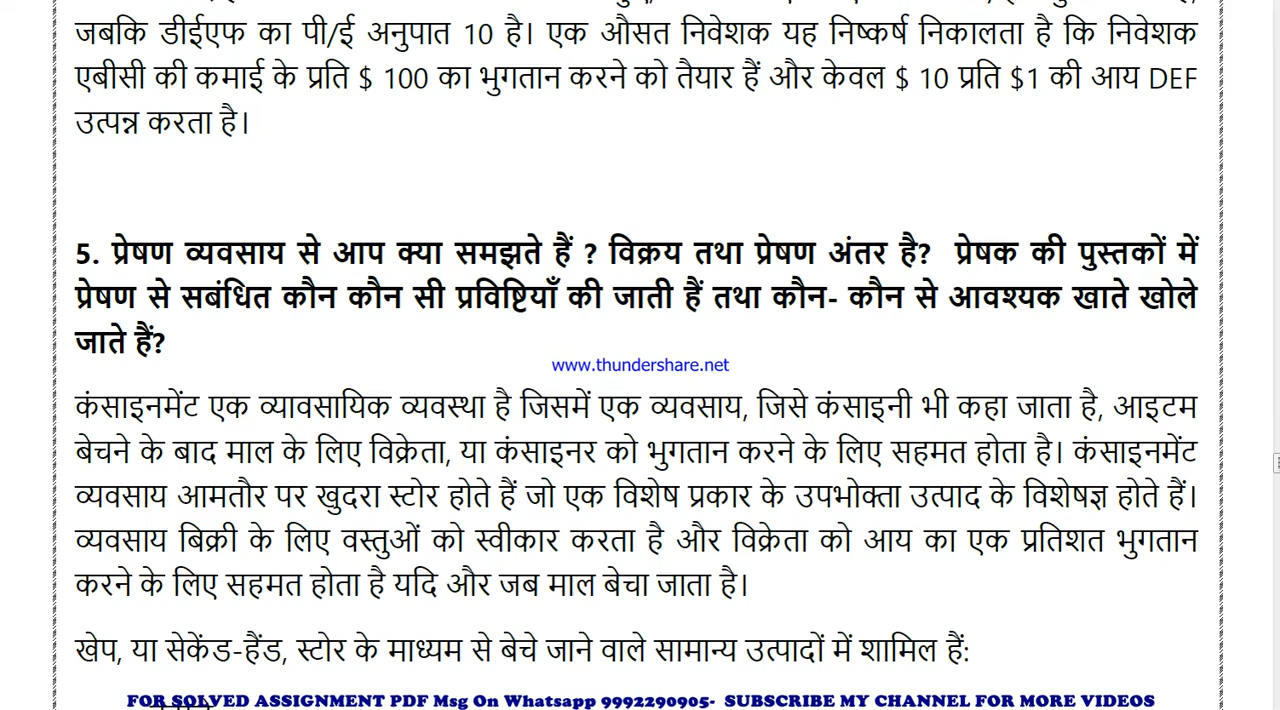 जबकि डीईएफ का पी/ई अनुपात 10 है। एक औसत निवेशक यह निष्कर्ष निकालता है कि निवेशक
एबीसी की कमाई के प्रति $ 100 का भुगतान करने को तैयार हैं और केवल $ 10 प्रति $1 की आय DEF
उत्पन्न करता है।
5. प्रेषण व्यवसाय से आप क्या समझते हैं ? विक्रय तथा प्रेषण अंतर है? प्रेषक की पुस्तकों में
प्रेषण से सबंधित कौन कौन सी प्रविष्टियाँ की जाती हैं तथा कौन- कौन से आवश्यक खाते खोले
जाते हैं?
www.thundershare.net
कंसाइनमेंट एक व्यावसायिक व्यवस्था है जिसमें एक व्यवसाय, जिसे कंसाइनी भी कहा जाता है, आइटम
बेचने के बाद माल के लिए विक्रेता, या कंसाइनर को भुगतान करने के लिए सहमत होता है। कंसाइनमेंट
व्यवसाय आमतौर पर खुदरा स्टोर होते हैं जो एक विशेष प्रकार के उपभोक्ता उत्पाद के विशेषज्ञ होते हैं।
व्यवसाय बिक्री के लिए वस्तुओं को स्वीकार करता है और विक्रेता को आय का एक प्रतिशत भुगतान
करने के लिए सहमत होता है यदि और जब माल बेचा जाता है।
खेप, या सेकेंड-हैंड, स्टोर के माध्यम से बेचे जाने वाले सामान्य उत्पादों में शामिल हैं:
FOR SOLVED ASSIGNMENT PDF Msg On Whatsapp 9992290905- SUBSCRIBE MY CHANNEL FOR MORE VIDEOS